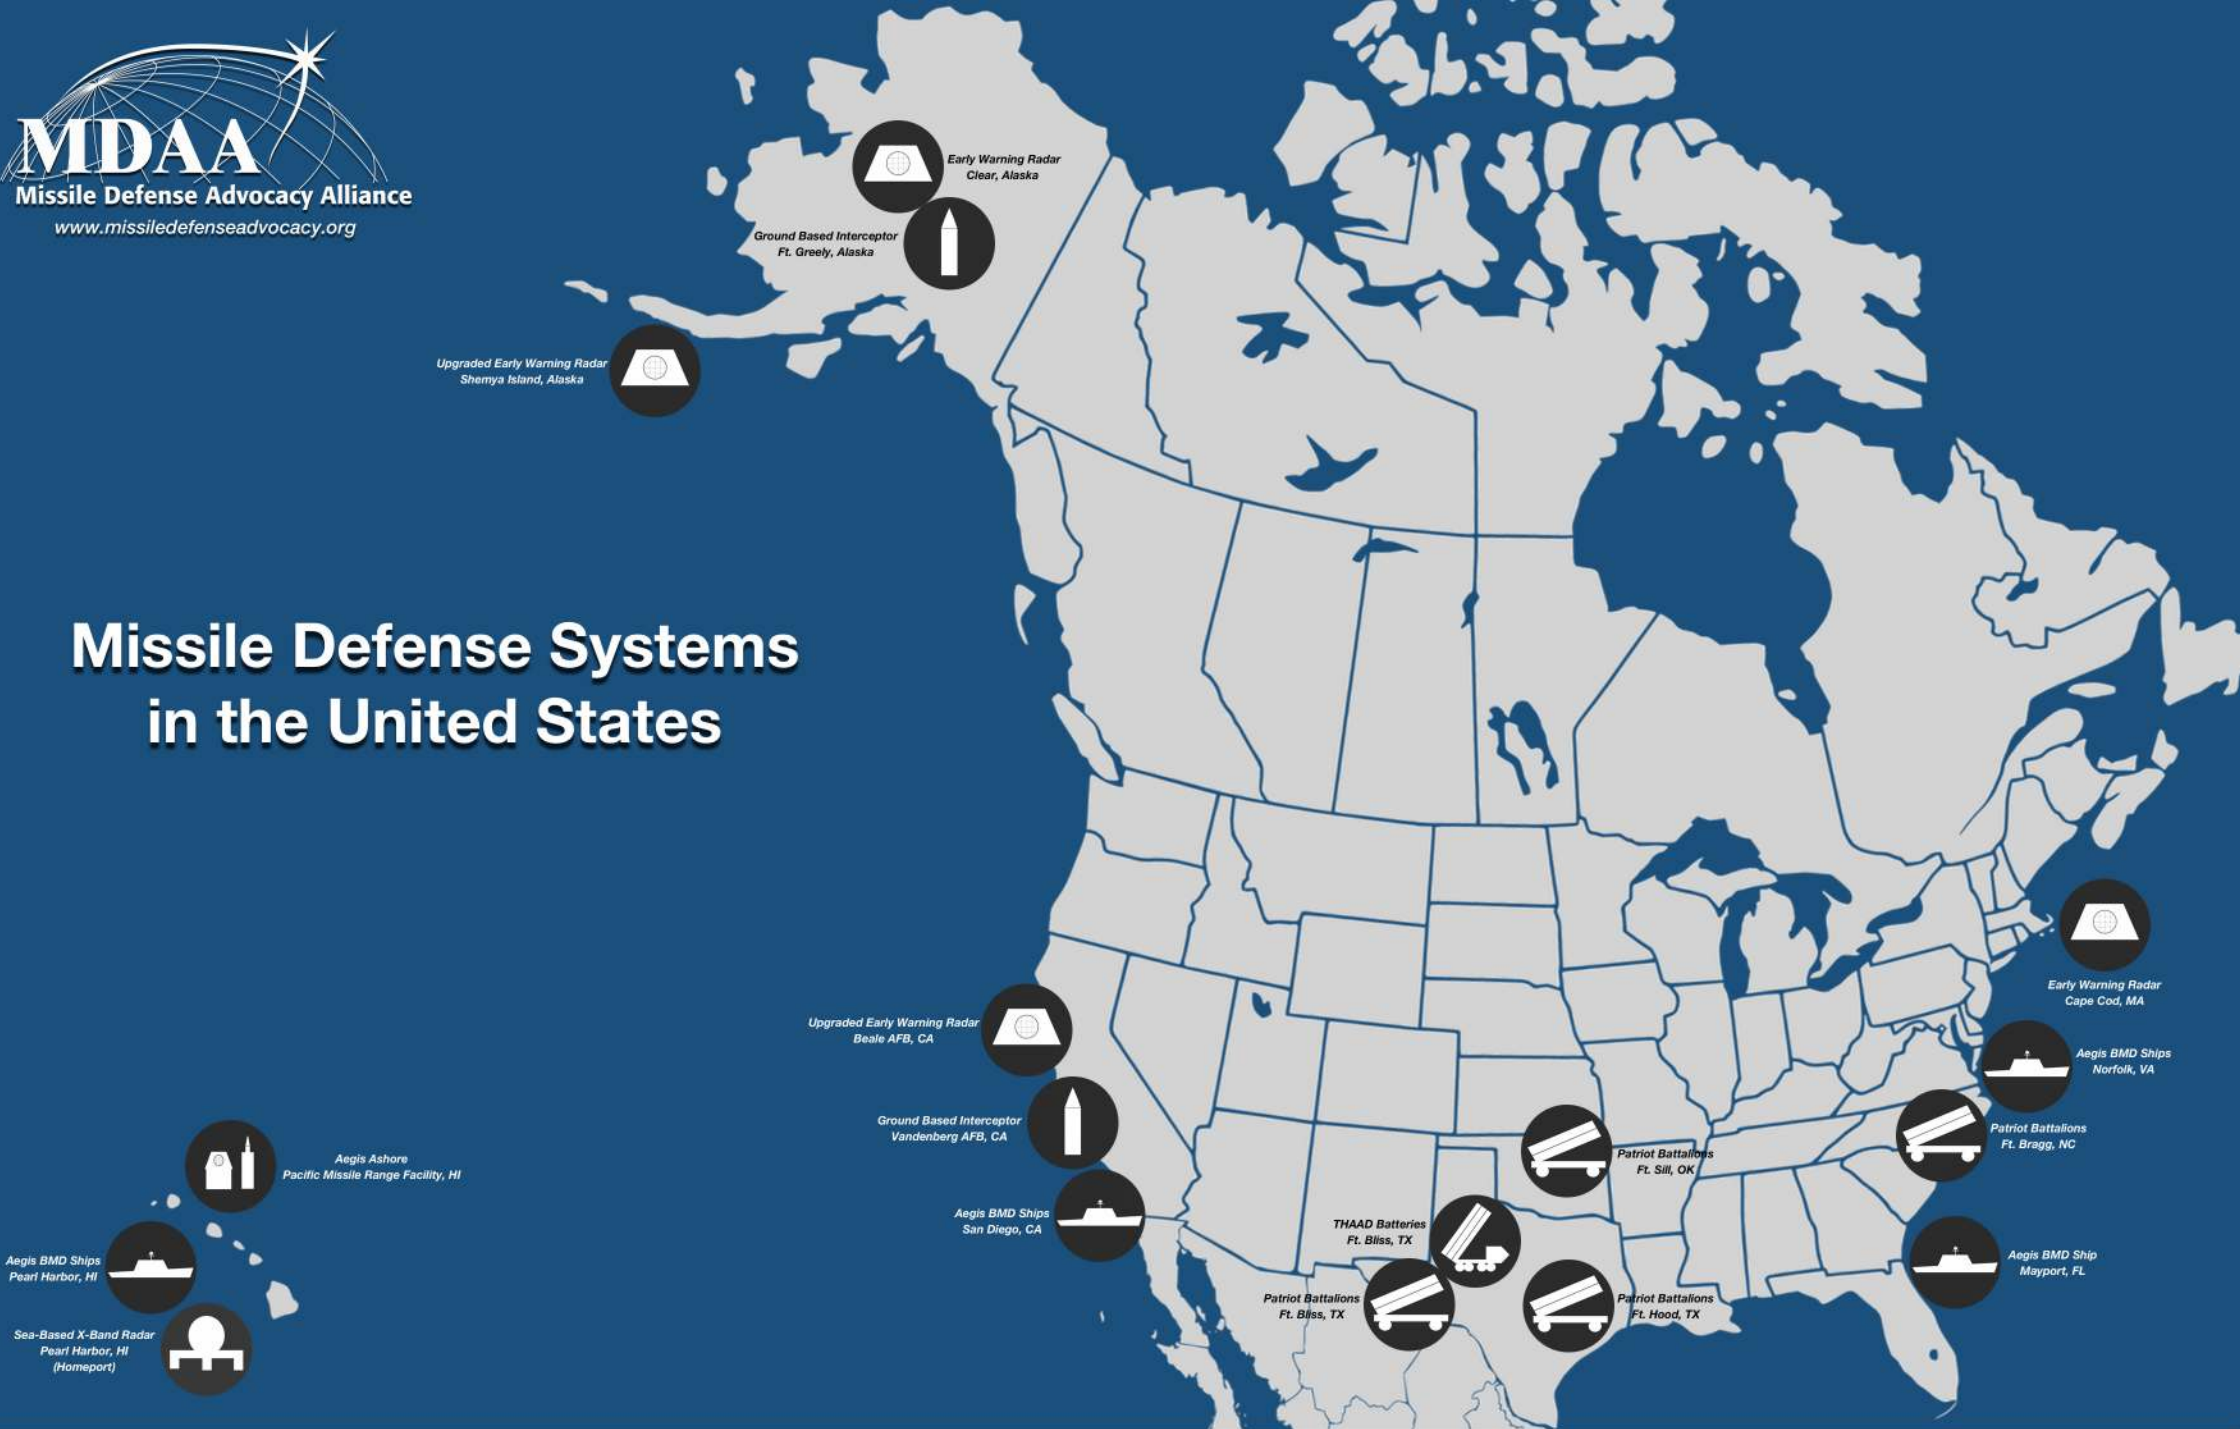 MDAA
Missile Defense Advocacy Alliance
www.missiledefenseadvocacy.org
Early Warning Radar
Clear, Alaska
Ground Based Interceptor
Ft. Greely, Alaska
Upgraded Early Warning Radar
Shemya Island, Alaska
Missile Defense Systems
in the United States
Early Warning Radar
Cape Cod, MA
Upgraded Early Warning Radar
Beale AFB, CA
Aegis BMD Ships
Norfolk, VA
Ground Based Interceptor
Vandenberg AFB, CA
Patriot Battalions
Ft. Bragg, NC
Patriot Battalions
Ft. Sill, OK
Aegis Ashore
Pacific Missile Range Facility, HI
Aegis BMD Ships
San Diego, CA
THAAD Batteries
Ft. Bliss, TX
Aegis BMD Ship
Mayport, FL
Aegis BMD Ships
Pearl Harbor, HI
Patriot Battalions
Ft. Bliss, TX
Patriot Battalions
Ft. Hood, TX
Sea-Based X-Band Radar
Pearl Harbor, HI
(Homeport)